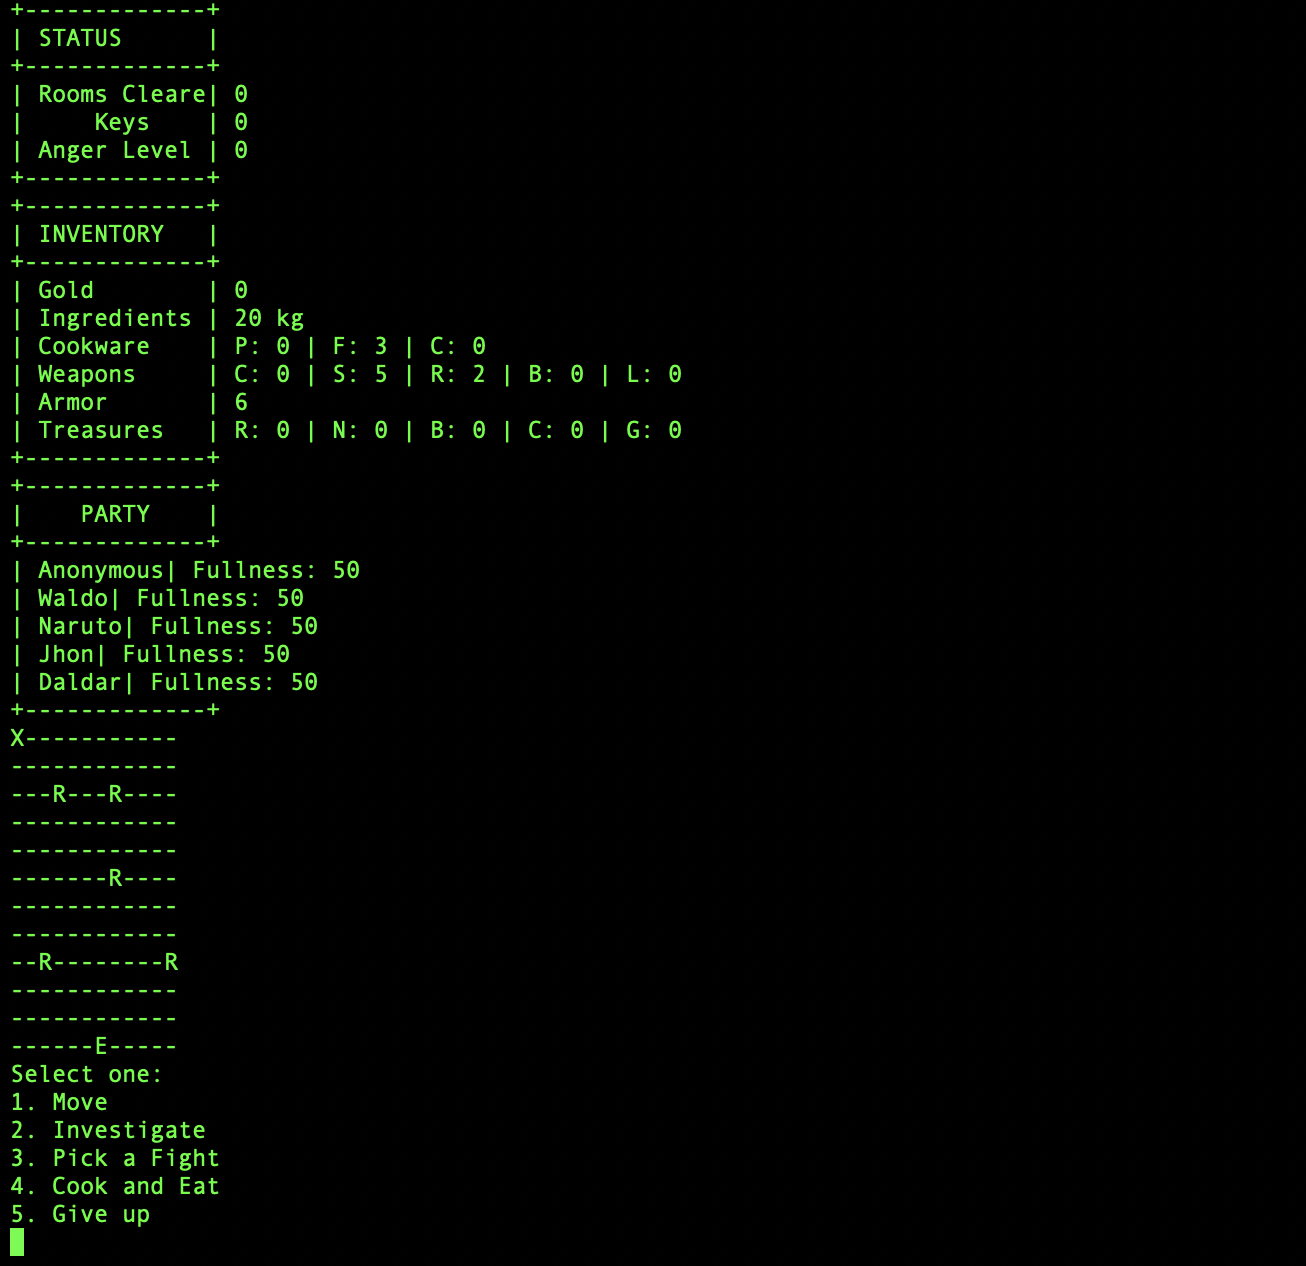 +-------------+
| STATUS      |
+-------------+
| Rooms Cleare| 0
|     Keys    | 0
| Anger Level | 0
+-------------+
+-------------+
| INVENTORY   |
+-------------+
| Gold        | 0
| Ingredients | 20 kg
| Cookware    | P: 0 | F: 3 | C: 0
| Weapons     | C: 0 | S: 5 | R: 2 | B: 0 | L: 0
| Armor       | 6
| Treasures   | R: 0 | N: 0 | B: 0 | C: 0 | G: 0
+-------------+
+-------------+
|    PARTY    |
+-------------+
| Anonymous| Fullness: 50
| Waldo| Fullness: 50
| Naruto| Fullness: 50
| Jhon| Fullness: 50
| Daldar| Fullness: 50
+-------------+
X-----------
------------
---R---R----
------------
------------
-------R----
------------
------------
--R--------R
------------
------------
------E-----
Select one:
1. Move
2. Investigate
3. Pick a Fight
4. Cook and Eat
5. Give up